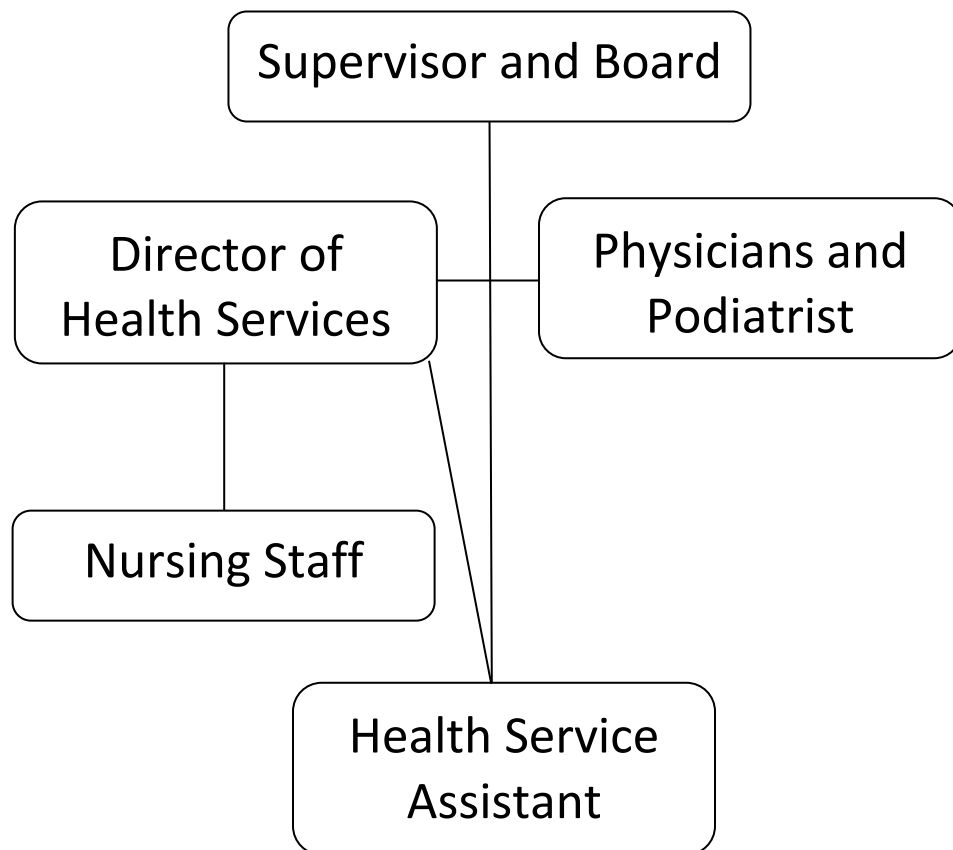 Supervisor and Board
Director of
Health Services
Physicians and
Podiatrist
Nursing Staff
Health Service
Assistant